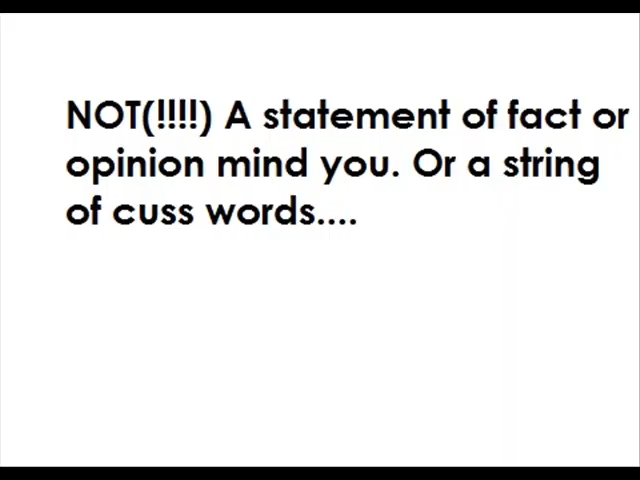 NOT(!!!!) A statement of fact or
opinion mind you. Or a string
of cuss words....